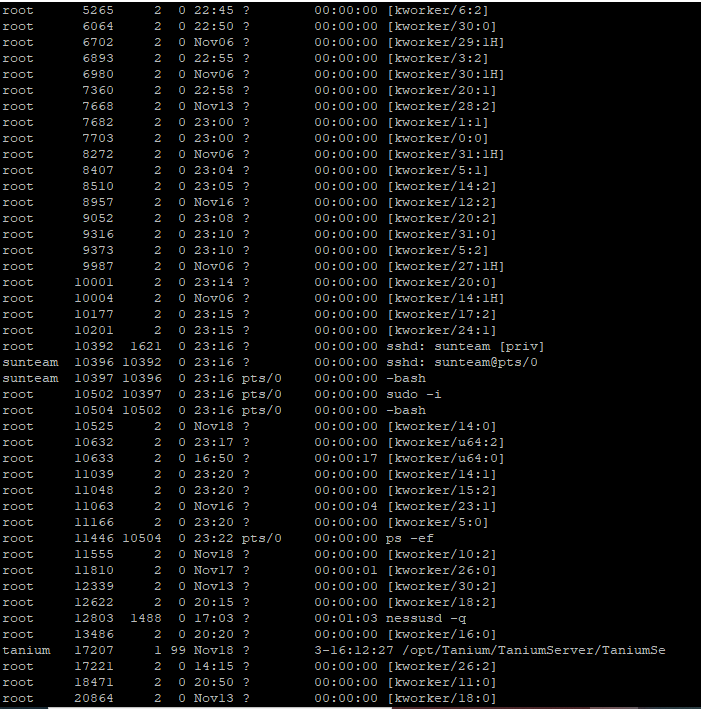 root 5265 2 0 22:45 ? 00:00:00 [kworker/6:2]
root 6064 2 0 22:50 ? 00:00:00 [kworker/30:0]
root 6702 2 0 Nov06 ? 00:00:00 [kworker/29:1H]
root 6893 2 0 22:55 ? 00:00:00 [kworker/3:2]
root 6980 2 0 Nov06 ? 00:00:00 [kworker/30:1H]
root 7360 2 0 22:58 ? 00:00:00 [kworker/20:1]
root 7668 2 0 Nov13 ? 00:00:00 [kworker/28:2]
root 7682 2 0 23:00 ? 00:00:00 [kworker/1:1]
root 7703 2 0 23:00 ? 00:00:00 [kworker/0:0]
root 8272 2 0 Nov06 ? 00:00:00 [kworker/31:1H]
root 8407 2 0 23:04 ? 00:00:00 [kworker/5:1]
root 8510 2 0 23:05 ? 00:00:00 [kworker/14:2]
root 8957 2 0 Nov16 ? 00:00:00 [kworker/12:2]
root 9052 2 0 23:08 ? 00:00:00 [kworker/20:2]
root 9316 2 0 23:10 ? 00:00:00 [kworker/31:0]
root 9373 2 0 23:10 ? 00:00:00 [kworker/5:2]
root 9987 2 0 Nov06 ? 00:00:00 [kworker/27:1H]
root 10001 2 0 23:14 ? 00:00:00 [kworker/20:0]
root 10004 2 0 Nov06 ? 00:00:00 [kworker/14:1H]
root 10177 2 0 23:15 ? 00:00:00 [kworker/17:2]
root 10201 2 0 23:15 ? 00:00:00 [kworker/24:1]
root 10392 1621 0 23:16 ? 00:00:00 sshd: sunteam [priv]
sunteam 10396 10392 0 23:16 ? 00:00:00 sshd: sunteam@pts/0
sunteam 10397 10396 0 23:16 pts/0 00:00:00 -bash
root 10502 10397 0 23:16 pts/0 00:00:00 sudo -i
root 10504 10502 0 23:16 pts/0 00:00:00 -bash
root 10525 2 0 Nov18 ? 00:00:00 [kworker/14:0]
root 10632 2 0 23:17 ? 00:00:00 [kworker/u64:2]
root 10633 2 0 16:50 ? 00:00:17 [kworker/u64:0]
root 11039 2 0 23:20 ? 00:00:00 [kworker/14:1]
root 11048 2 0 23:20 ? 00:00:00 [kworker/15:2]
root 11063 2 0 Nov16 ? 00:00:04 [kworker/23:1]
root 11166 2 0 23:20 ? 00:00:00 [kworker/5:0]
root 11446 10504 0 23:22 pts/0 00:00:00 ps -ef
root 11555 2 0 Nov18 ? 00:00:00 [kworker/10:2]
root 11810 2 0 Nov17 ? 00:00:01 [kworker/26:0]
root 12339 2 0 Nov13 ? 00:00:00 [kworker/30:2]
root 12622 2 0 20:15 ? 00:00:00 [kworker/18:2]
root 12803 1488 0 17:03 ? 00:01:03 nessusd -q
root 13486 2 0 20:20 ? 00:00:00 [kworker/16:0]
tanium 17207 1 99 Nov18 ? 3-16:12:27 /opt/Tanium/TaniumServer/TaniumSe
root 17221 2 0 14:15 ? 00:00:00 [kworker/26:2]
root 18471 2 0 20:50 ? 00:00:00 [kworker/11:0]
root 20864 2 0 Nov13 ? 00:00:00 [kworker/18:0]